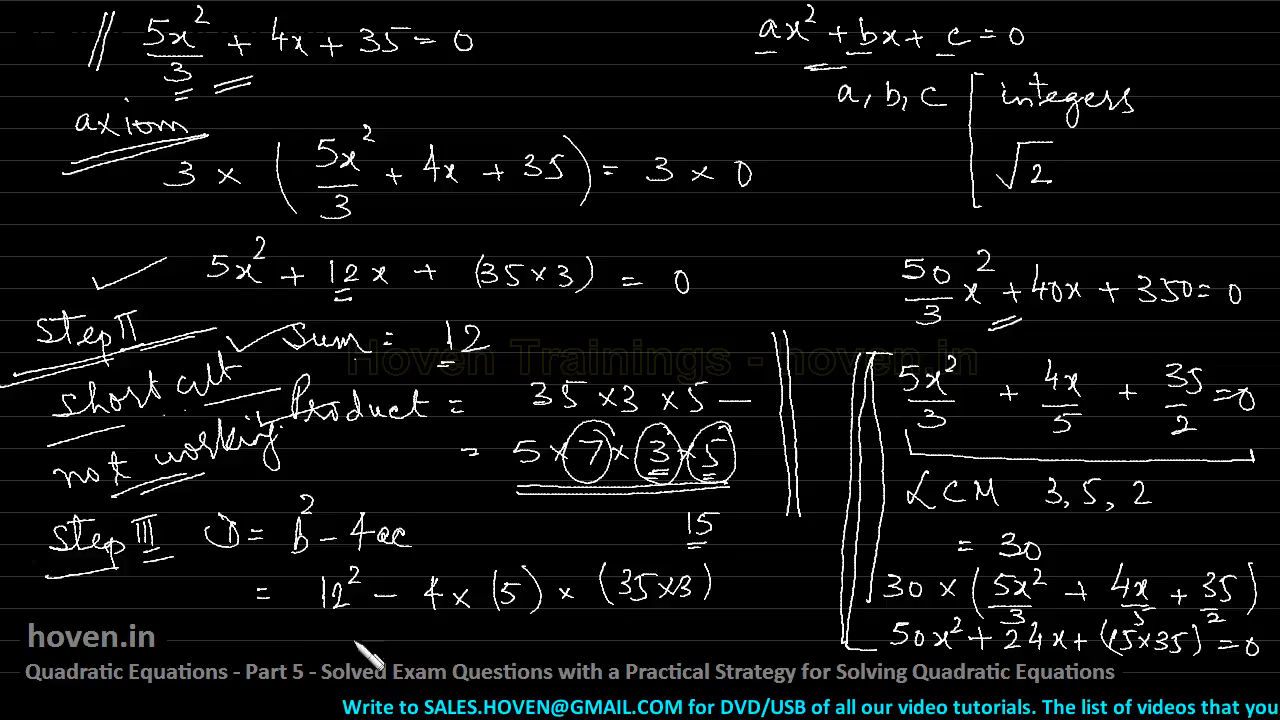 // 5x²/3 + 4x + 35 = 0
axiom
3 × (5x²/3 + 4x + 35) = 3 × 0
5x² + 12x + (35×3) = 0
Step II
Sum = 12
short cut
Product = 35 ×3 ×5 —
not working
= 5 × 7 × 3 × 5
15
Step III D = b² - 4ac
= 12² - 4 × (5) × (35×3)
ax² + bx + c = 0
a, b, c integers
√2
50/3 x² + 40x + 350 = 0
5x²/3 + 4x/5 + 35/2 = 0
LCM 3, 5, 2
= 30
30 × (5x²/3 + 4x/5 + 35/2)
50x² + 24x + (15×35) = 0
Hoven Trainings - hoven.in
hoven.in
Quadratic Equations - Part 5 - Solved Exam Questions with a Practical Strategy for Solving Quadratic Equations
Write to SALES.HOVEN@GMAIL.COM for DVD/USB of all our video tutorials. The list of videos that you